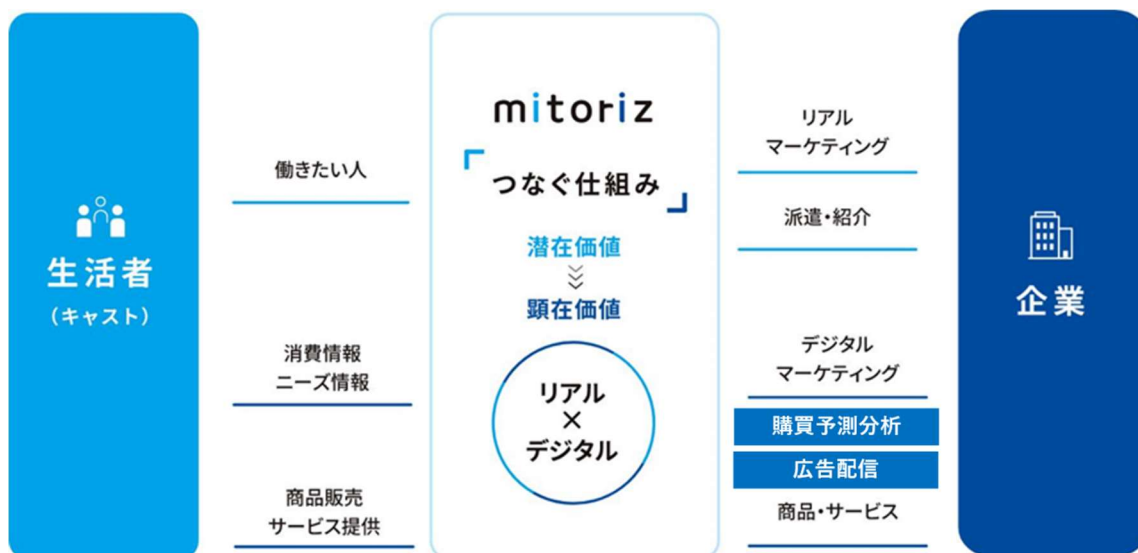 生活者
（キャスト）
働きたい人
消費情報
ニーズ情報
商品販売
サービス提供
mitoriz
「つなぐ仕組み」
潜在価値
顕在価値
リアル
×
デジタル
リアル
マーケティング
派遣・紹介
デジタル
マーケティング
購買予測分析
広告配信
商品・サービス
企業